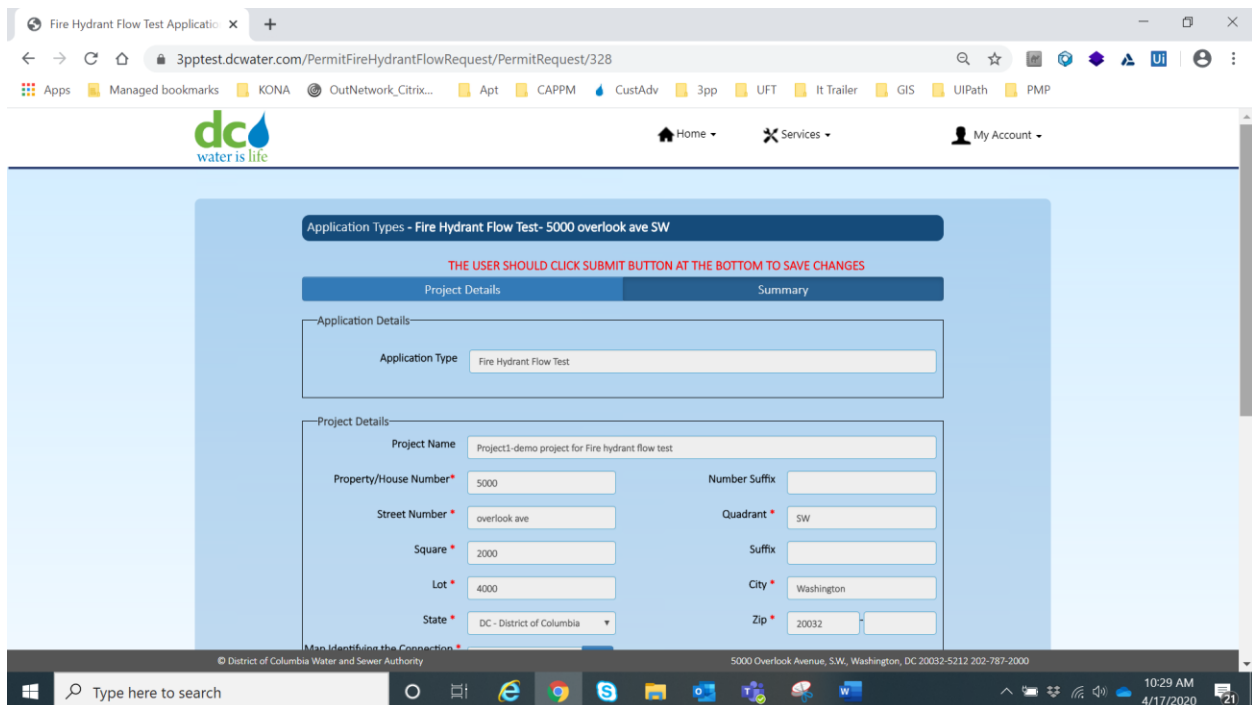 Fire Hydrant Flow Test Applicatio
3pptest.dcwater.com/PermitFireHydrantFlowRequest/PermitRequest/328
Apps Managed bookmarks KONA OutNetwork_Citrix... Apt CAPPM CustAdv 3pp UFT It Trailer GIS UIPath PMP
Ui
dc
water is life
Home Services My Account
Application Types - Fire Hydrant Flow Test- 5000 overlook ave SW
THE USER SHOULD CLICK SUBMIT BUTTON AT THE BOTTOM TO SAVE CHANGES
Project Details Summary
Application Details
Application Type Fire Hydrant Flow Test
Project Details
Project Name Project1-demo project for Fire hydrant flow test
Property/House Number* 5000 Number Suffix
Street Number * overlook ave Quadrant * SW
Square * 2000 Suffix
Lot * 4000 City * Washington
State * DC - District of Columbia Zip * 20032 -
Map Identifying the Connection *
© District of Columbia Water and Sewer Authority 5000 Overlook Avenue, S.W., Washington, DC 20032-5212 202-787-2000
Type here to search
10:29 AM
4/17/2020
21